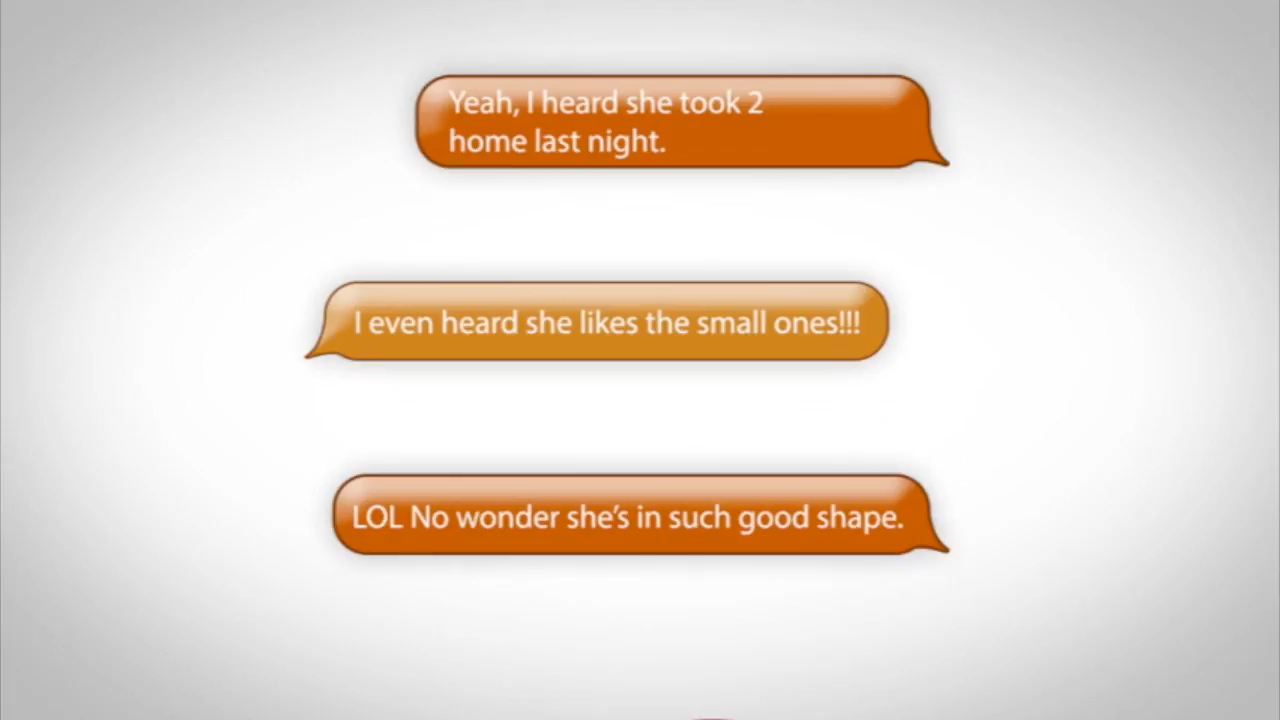 Yeah, I heard she took 2
home last night.
I even heard she likes the small ones!!!
LOL No wonder she's in such good shape.